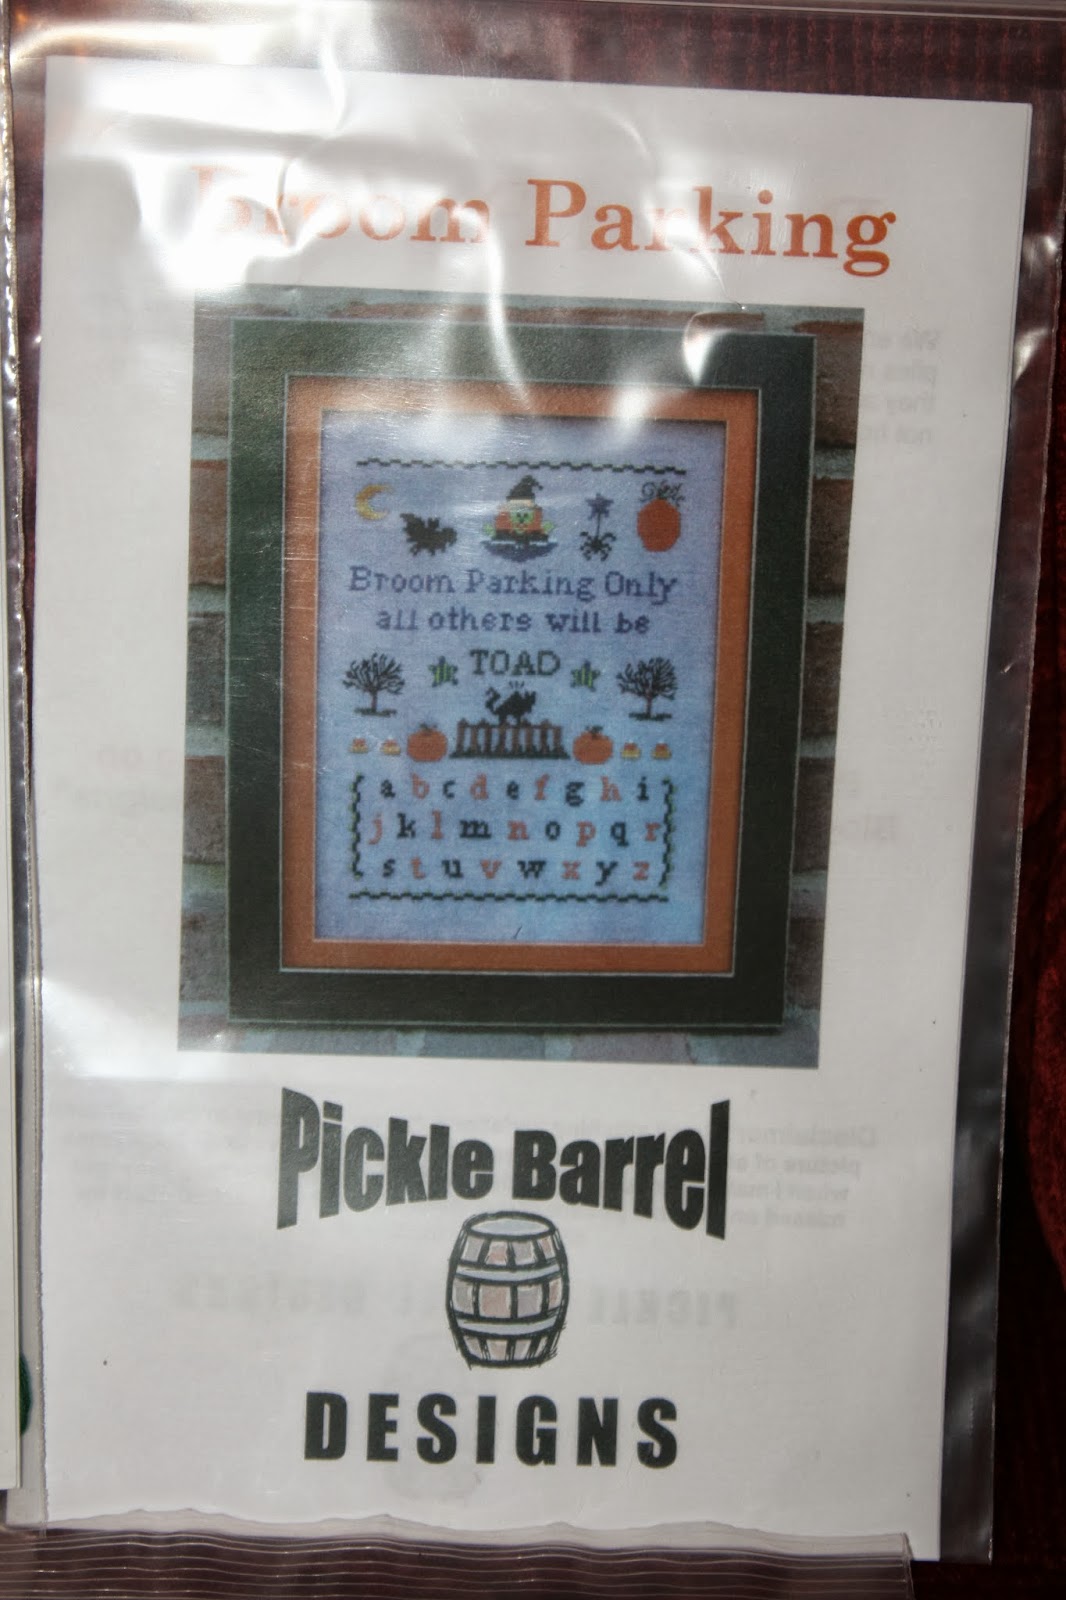 Broom Parking
Broom Parking Only
all others will be
TOAD
a b c d e f g h i
j k l m n o p q r
s t u v w x y z
Pickle Barrel
DESIGNS